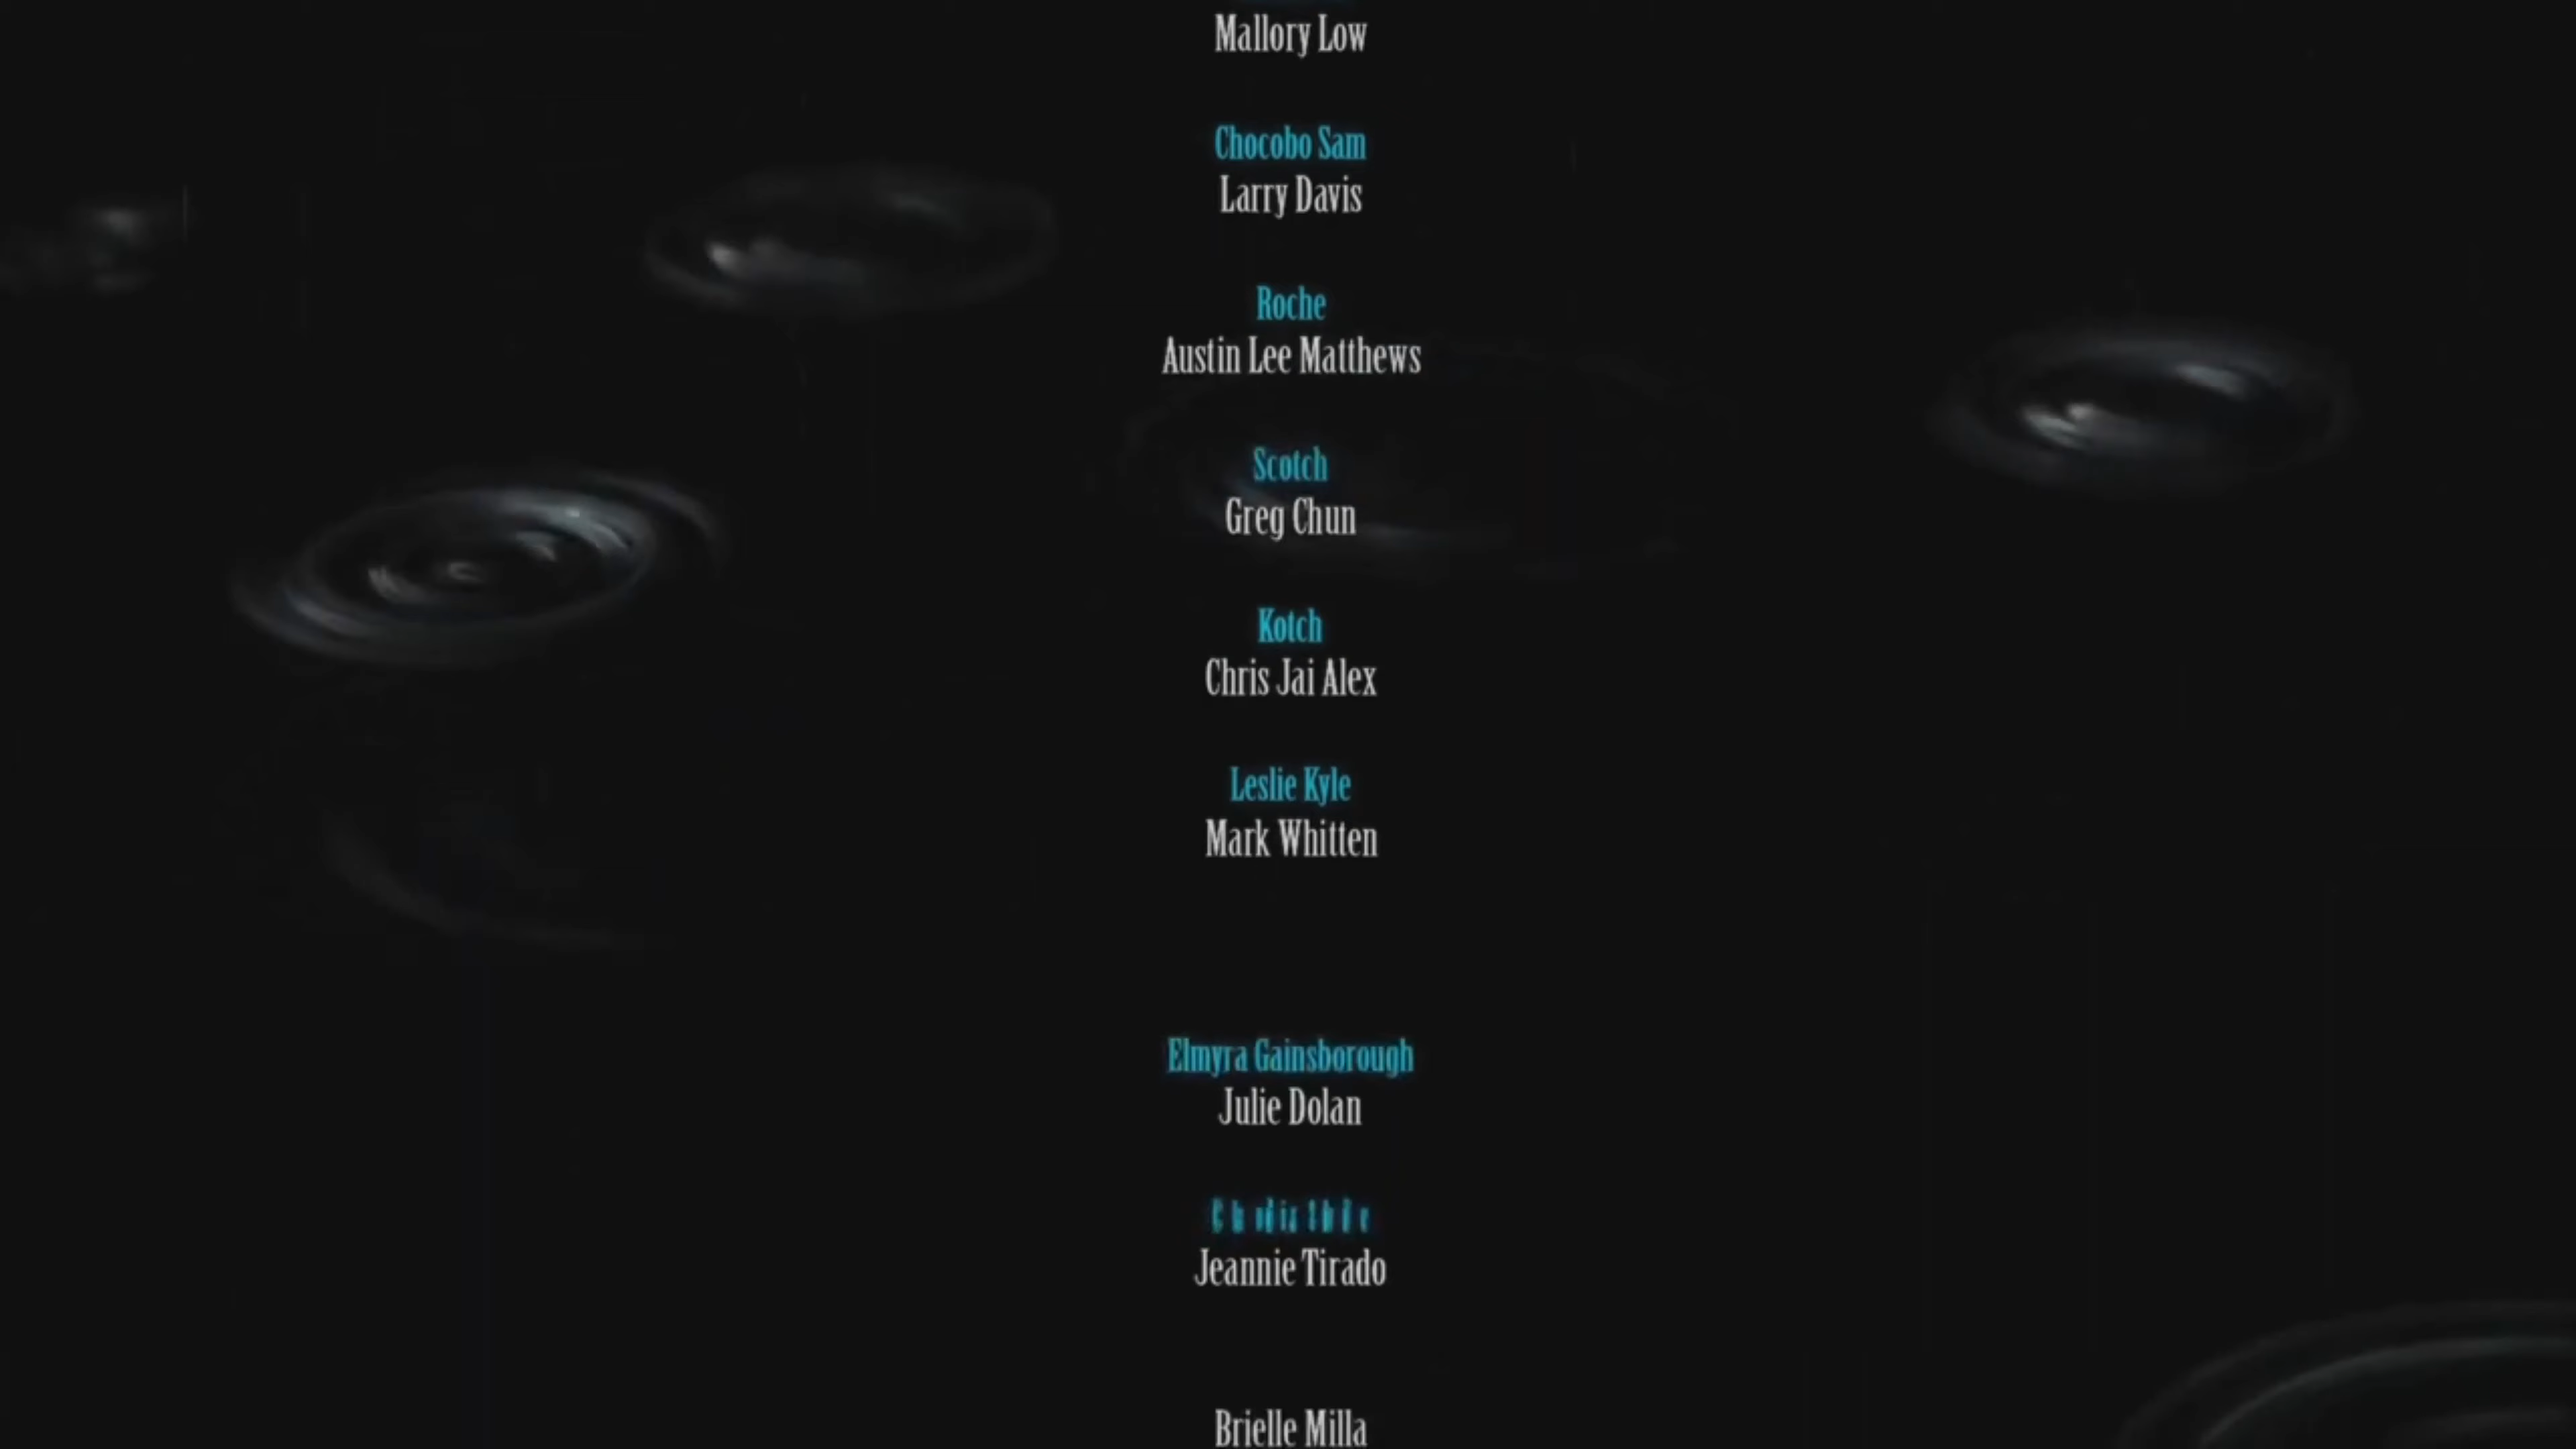 Mallory Low
Chocobo Sam
Larry Davis
Roche
Austin Lee Matthews
Scotch
Greg Chun
Kotch
Chris Jai Alex
Leslie Kyle
Mark Whitten
Elmyra Gainsborough
Julie Dolan
Jeannie Tirado
Brielle Milla